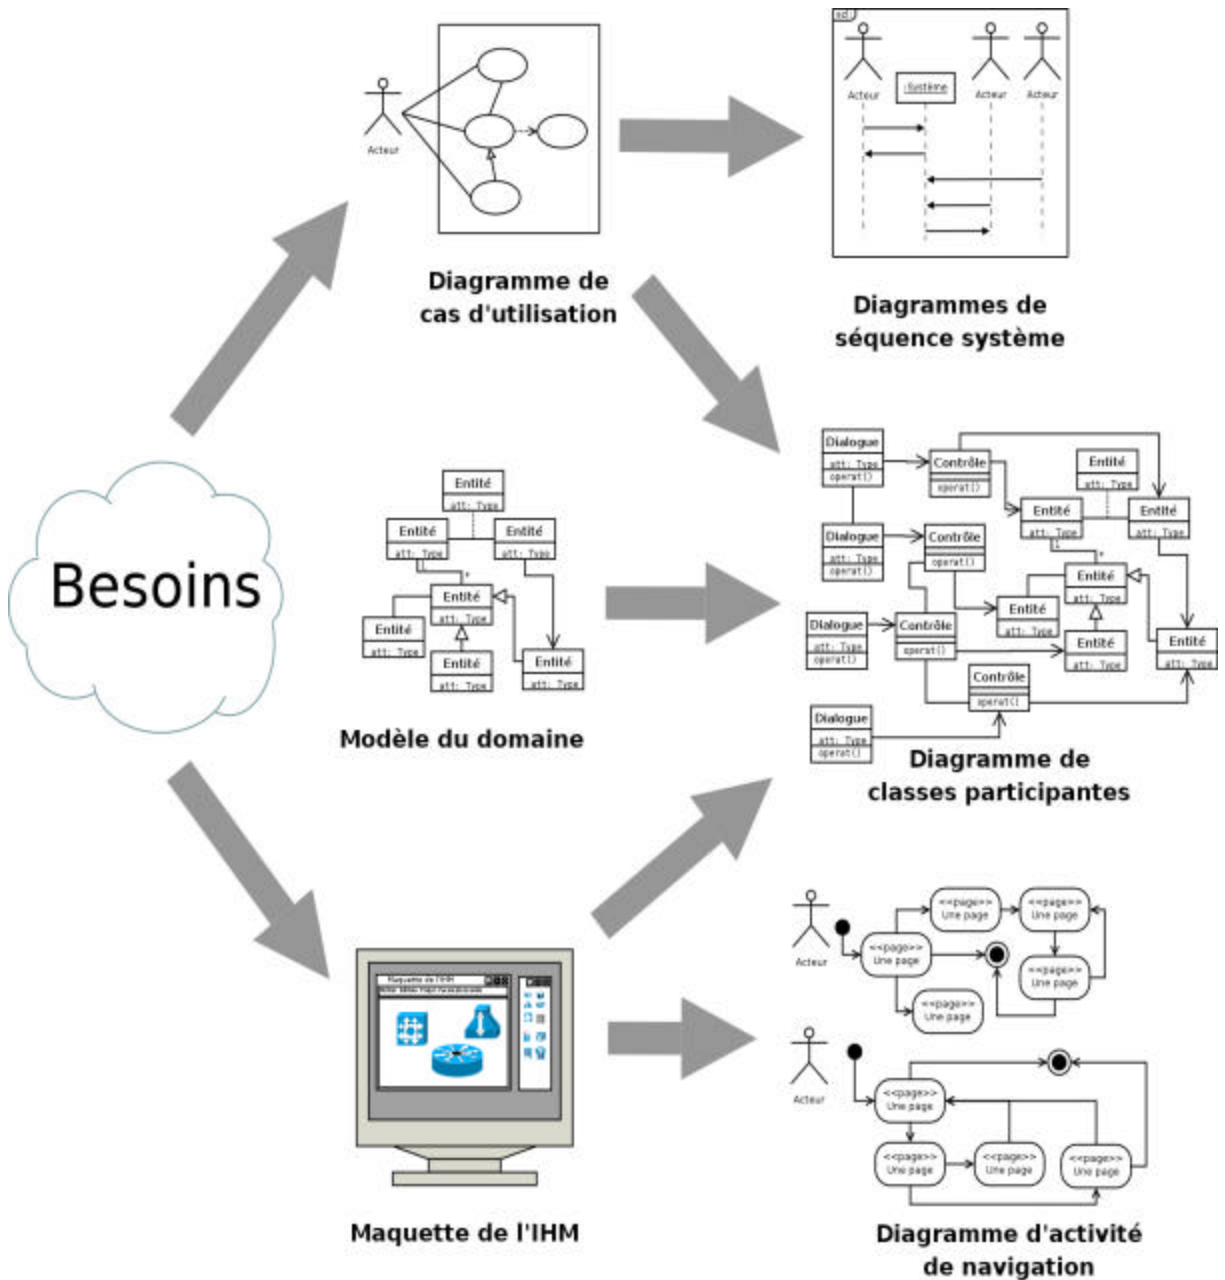 sd:
Acteur
:Système
Acteur
Acteur
Acteur
Diagramme de
cas d'utilisation
Diagrammes de
séquence système
Besoins
Entité
att: Type
Entité
att: Type
Entité
att: Type
1
*
Entité
att: Type
Entité
att: Type
Entité
att: Type
Entité
att: Type
Modèle du domaine
Dialogue
att: Type
operat()
Contrôle
operat()
Entité
att: Type
Entité
att: Type
Entité
att: Type
Dialogue
att: Type
operat()
Contrôle
operat()
1
*
Entité
att: Type
Entité
att: Type
Dialogue
att: Type
operat()
Contrôle
operat()
Entité
att: Type
Entité
att: Type
Contrôle
operat()
Dialogue
att: Type
operat()
Diagramme de
classes participantes
Maquette de l'IHM
Maquette de l'IHM
Acteur
<<page>>
Une page
<<page>>
Une page
<<page>>
Une page
<<page>>
Une page
<<page>>
Une page
Acteur
<<page>>
Une page
<<page>>
Une page
<<page>>
Une page
<<page>>
Une page
Diagramme d'activité
de navigation